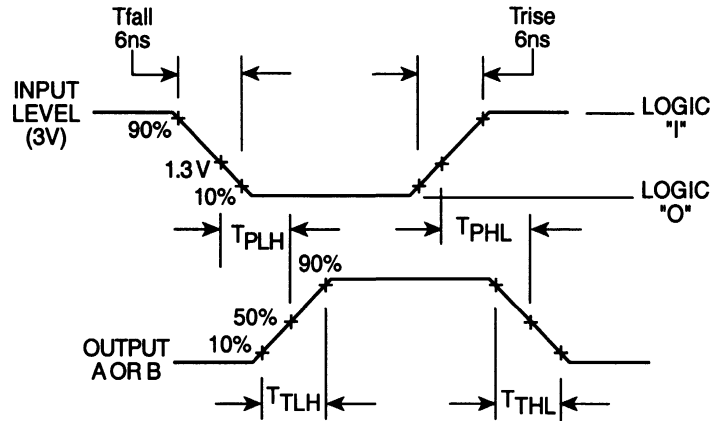 Tfall
6ns
Trise
6ns
INPUT
LEVEL
(3V)
90%
1.3 V
10%
LOGIC
"I"
LOGIC
"O"
TPLH
TPHL
90%
50%
10%
OUTPUT
A OR B
TTLH
TTHL